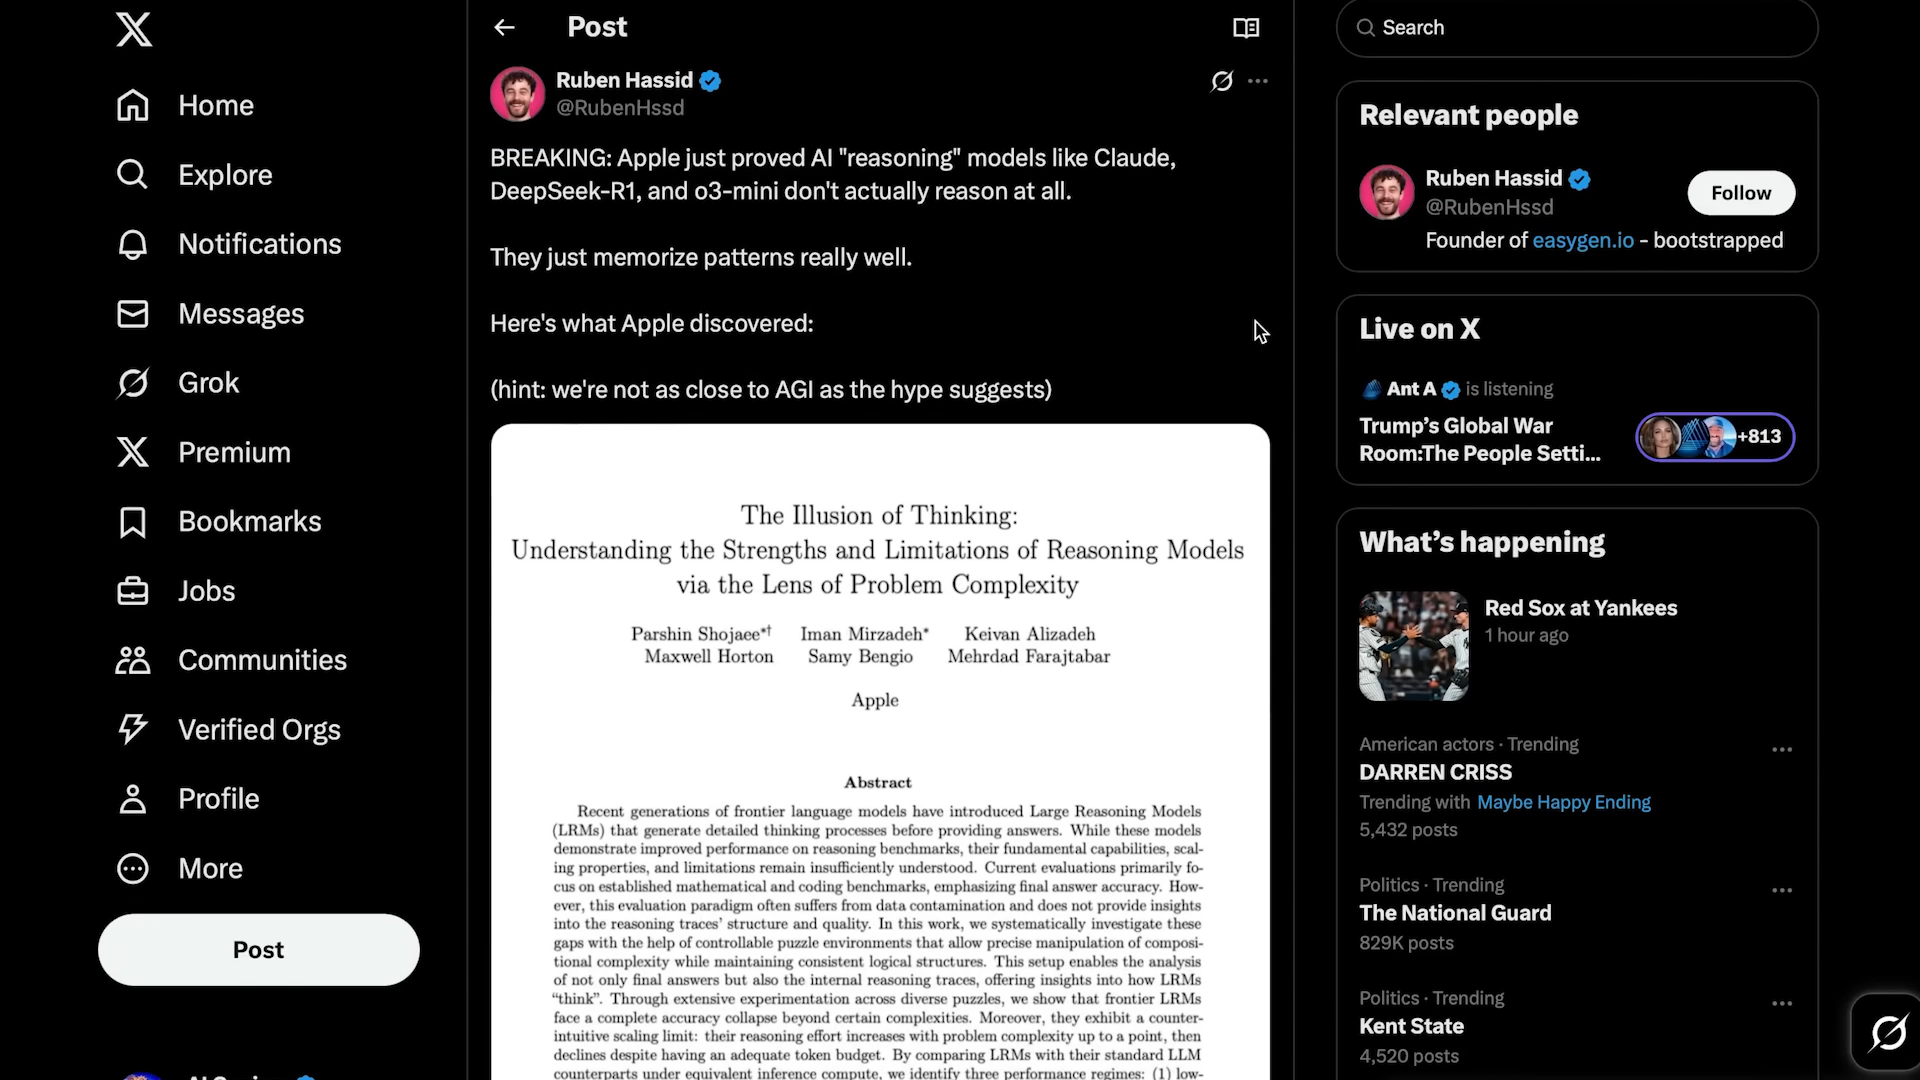 Home
Explore
Notifications
Messages
Grok
Premium
Bookmarks
Jobs
Communities
Verified Orgs
Profile
More
Post
Post
Ruben Hassid
@RubenHssd
BREAKING: Apple just proved AI "reasoning" models like Claude,
DeepSeek-R1, and o3-mini don't actually reason at all.
They just memorize patterns really well.
Here's what Apple discovered:
(hint: we're not as close to AGI as the hype suggests)
The Illusion of Thinking:
Understanding the Strengths and Limitations of Reasoning Models
via the Lens of Problem Complexity
Parshin Shojaee*† Iman Mirzadeh* Keivan Alizadeh
Maxwell Horton Samy Bengio Mehrdad Farajtabar
Apple
Abstract
Recent generations of frontier language models have introduced Large Reasoning Models
(LRMs) that generate detailed thinking processes before providing answers. While these models
demonstrate improved performance on reasoning benchmarks, their fundamental capabilities, scal-
ing properties, and limitations remain insufficiently understood. Current evaluations primarily fo-
cus on established mathematical and coding benchmarks, emphasizing final answer accuracy. How-
ever, this evaluation paradigm often suffers from data contamination and does not provide insights
into the reasoning traces' structure and quality. In this work, we systematically investigate these
gaps with the help of controllable puzzle environments that allow precise manipulation of composi-
tional complexity while maintaining consistent logical structures. This setup enables the analysis
of not only final answers but also the internal reasoning traces, offering insights into how LRMs
“think”. Through extensive experimentation across diverse puzzles, we show that frontier LRMs
face a complete accuracy collapse beyond certain complexities. Moreover, they exhibit a counter-
intuitive scaling limit: their reasoning effort increases with problem complexity up to a point, then
declines despite having an adequate token budget. By comparing LRMs with their standard LLM
counterparts under equivalent inference compute, we identify three performance regimes: (1) low-
Search
Relevant people
Ruben Hassid
@RubenHssd
Follow
Founder of easygen.io - bootstrapped
Live on X
Ant A is listening
Trump’s Global War
Room:The People Setti...
+813
What’s happening
Red Sox at Yankees
1 hour ago
American actors · Trending
DARREN CRISS
Trending with Maybe Happy Ending
5,432 posts
Politics · Trending
The National Guard
829K posts
Politics · Trending
Kent State
4,520 posts